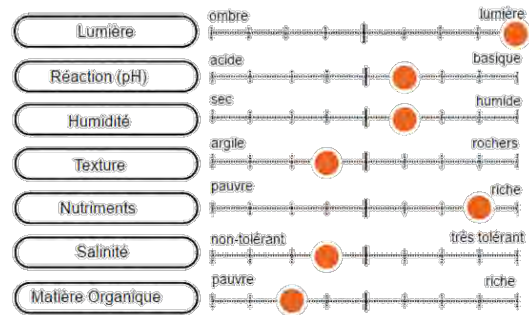 Lumière
ombre lumière
Réaction (pH)
acide basique
Humidité
sec humide
Texture
argile rochers
Nutriments
pauvre riche
Salinité
non-tolérant très tolérant
Matière Organique
pauvre riche